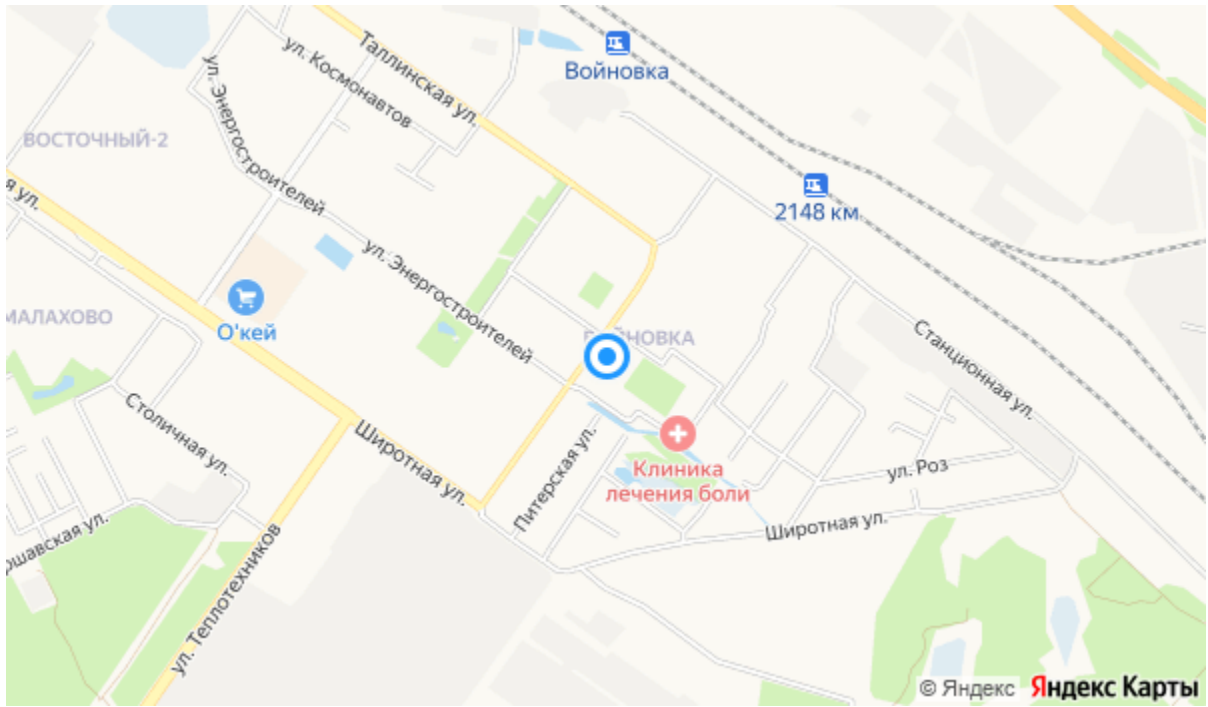 Таллинская ул.
ул. Космонавтов
Войновка
ул. Энергостроителей
ВОСТОЧНЫЙ-2
2148 км
ул.
ул. Энергостроителей
О'кей
МАЛАХОВО
Станционная ул.
Столичная ул.
Широтная ул.
Питерская ул.
Клиника
лечения боли
ул. Роз
Широтная ул.
ул. Теплотехников
© Яндекс Яндекс Карты